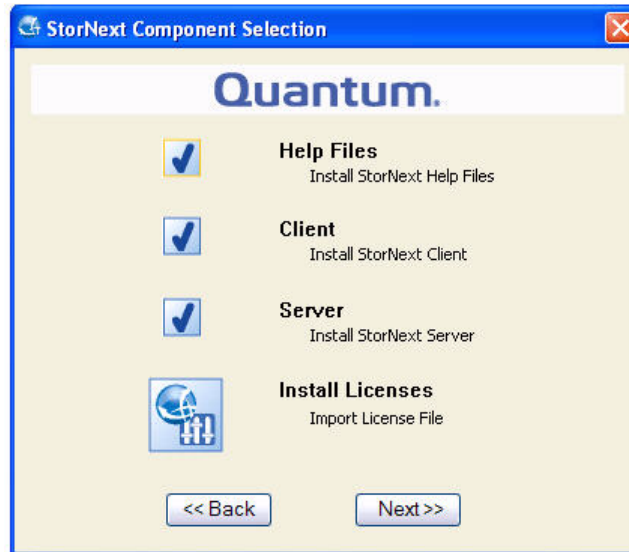 StorNext Component Selection
Quantum.
Help Files
Install StorNext Help Files
Client
Install StorNext Client
Server
Install StorNext Server
Install Licenses
Import License File
<< Back
Next >>